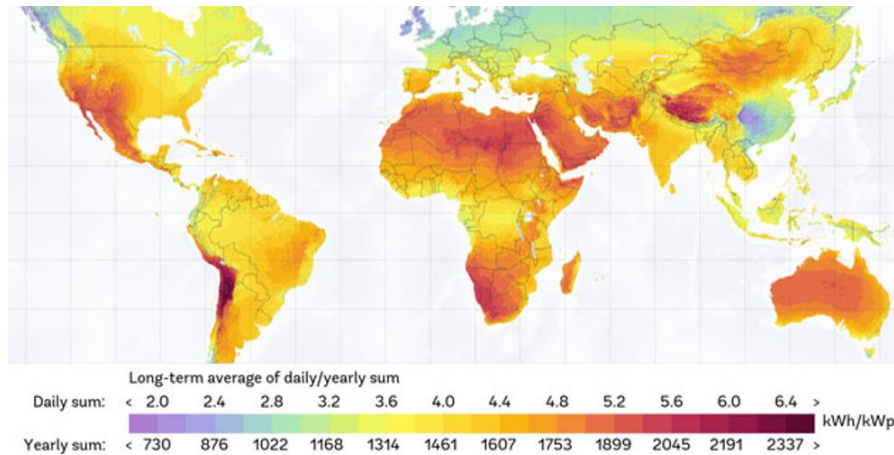 Long-term average of daily/yearly sum
Daily sum: < 2.0 2.4 2.8 3.2 3.6 4.0 4.4 4.8 5.2 5.6 6.0 6.4 >
kWh/kWp
Yearly sum: < 730 876 1022 1168 1314 1461 1607 1753 1899 2045 2191 2337 >